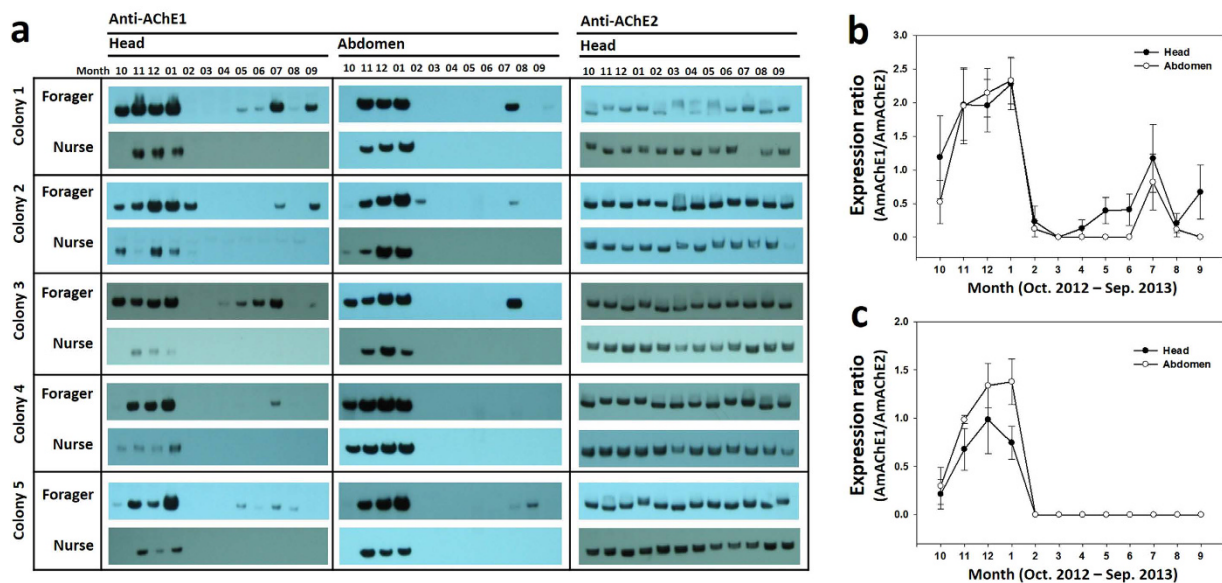 a
Anti-AChE1
Anti-AChE2
Head
Abdomen
Head
Month 10 11 12 01 02 03 04 05 06 07 08 09
10 11 12 01 02 03 04 05 06 07 08 09
10 11 12 01 02 03 04 05 06 07 08 09
Colony 1
Forager
Nurse
Colony 2
Forager
Nurse
Colony 3
Forager
Nurse
Colony 4
Forager
Nurse
Colony 5
Forager
Nurse
b
Expression ratio
(AmAChE1/AmAChE2)
3.0
2.5
2.0
1.5
1.0
0.5
0.0
Head
Abdomen
10 11 12 1 2 3 4 5 6 7 8 9
Month (Oct. 2012 – Sep. 2013)
c
Expression ratio
(AmAChE1/AmAChE2)
2.0
1.5
1.0
0.5
0.0
Head
Abdomen
10 11 12 1 2 3 4 5 6 7 8 9
Month (Oct. 2012 – Sep. 2013)